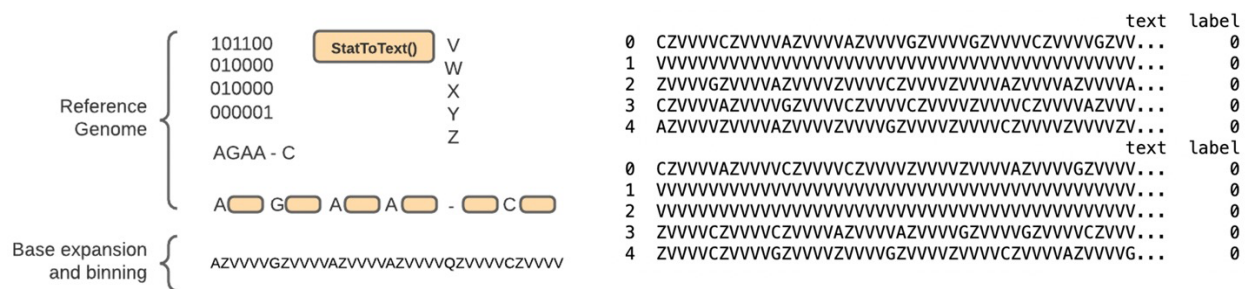 Reference
Genome
101100
010000
010000
000001
StatToText()
V
W
X
Y
Z
AGAA - C
A G A A - C
Base expansion
and binning
AZVVVVGZVVVVAZVVVVAZVVVVQZVVVVCZVVVV
text label
0 CZVVVVCZVVVVAZVVVVAZVVVVGZVVVVGZVVVVCZVVVVGZVV... 0
1 VVVVVVVVVVVVVVVVVVVVVVVVVVVVVVVVVVVVVVVVVVVVVV... 0
2 ZVVVVGZVVVVAZVVVVZVVVVCZVVVVZVVVVAZVVVVAZVVVVA... 0
3 CZVVVVAZVVVVGZVVVVCZVVVVCZVVVVZVVVVCZVVVVAZVVV... 0
4 AZVVVVZVVVVAZVVVVZVVVVGZVVVVZVVVVCZVVVVZVVVVZV... 0
text label
0 CZVVVVAZVVVVCZVVVVCZVVVVZVVVVZVVVVAZVVVVGZVVVV... 0
1 VVVVVVVVVVVVVVVVVVVVVVVVVVVVVVVVVVVVVVVVVVVVVV... 0
2 VVVVVVVVVVVVVVVVVVVVVVVVVVVVVVVVVVVVVVVVVVVVVV... 0
3 ZVVVVCZVVVVCZVVVVAZVVVVAZVVVVGZVVVVGZVVVVCZVVV... 0
4 ZVVVVCZVVVVGZVVVVZVVVVGZVVVVZVVVVCZVVVVAZVVVVG... 0